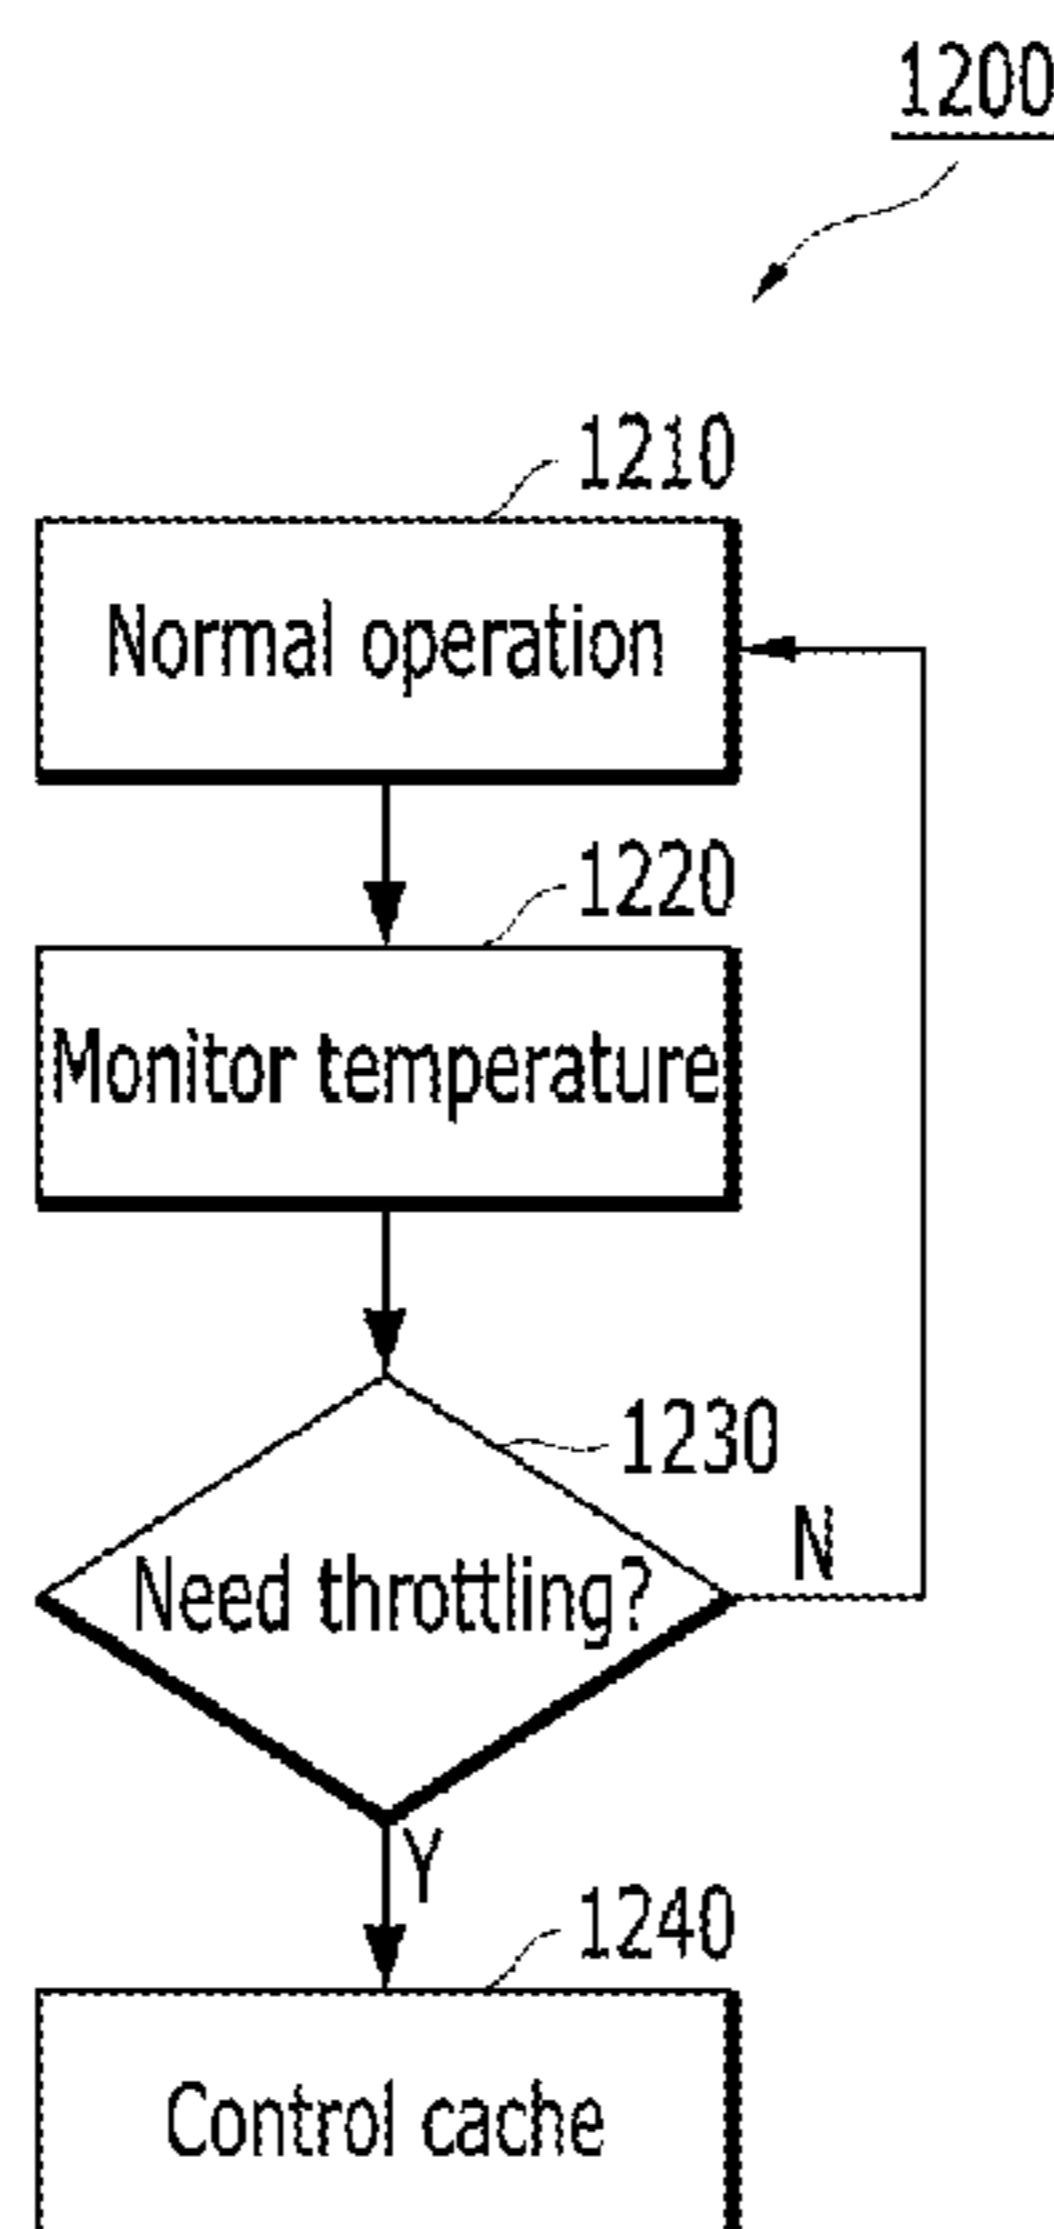 1200
1210
Normal operation
1220
Monitor temperature
1230
N
Need throttling?
Y
1240
Control cache